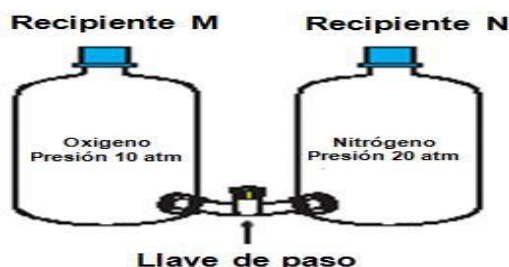 Recipiente M
Recipiente N
Oxigeno
Presión 10 atm
Nitrógeno
Presión 20 atm
Llave de paso